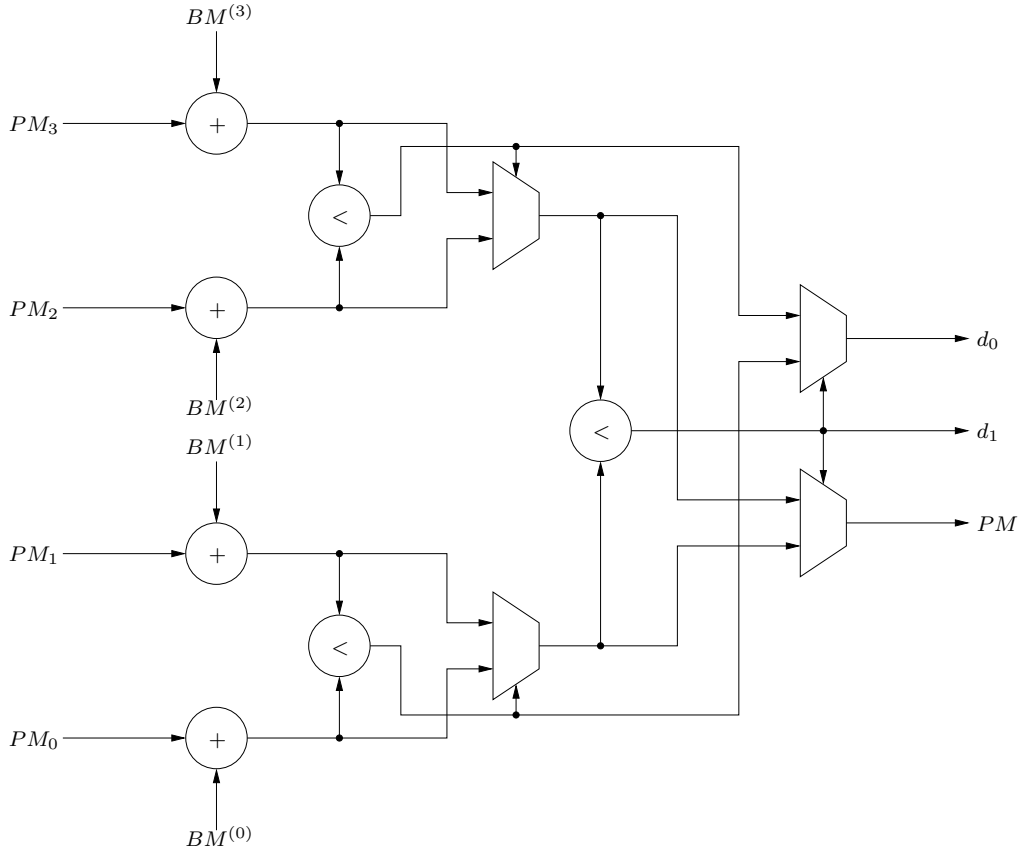 BM^(3)
PM_3
+
<
PM_2
+
BM^(2)
d_0
<
d_1
BM^(1)
PM
PM_1
+
<
PM_0
+
BM^(0)